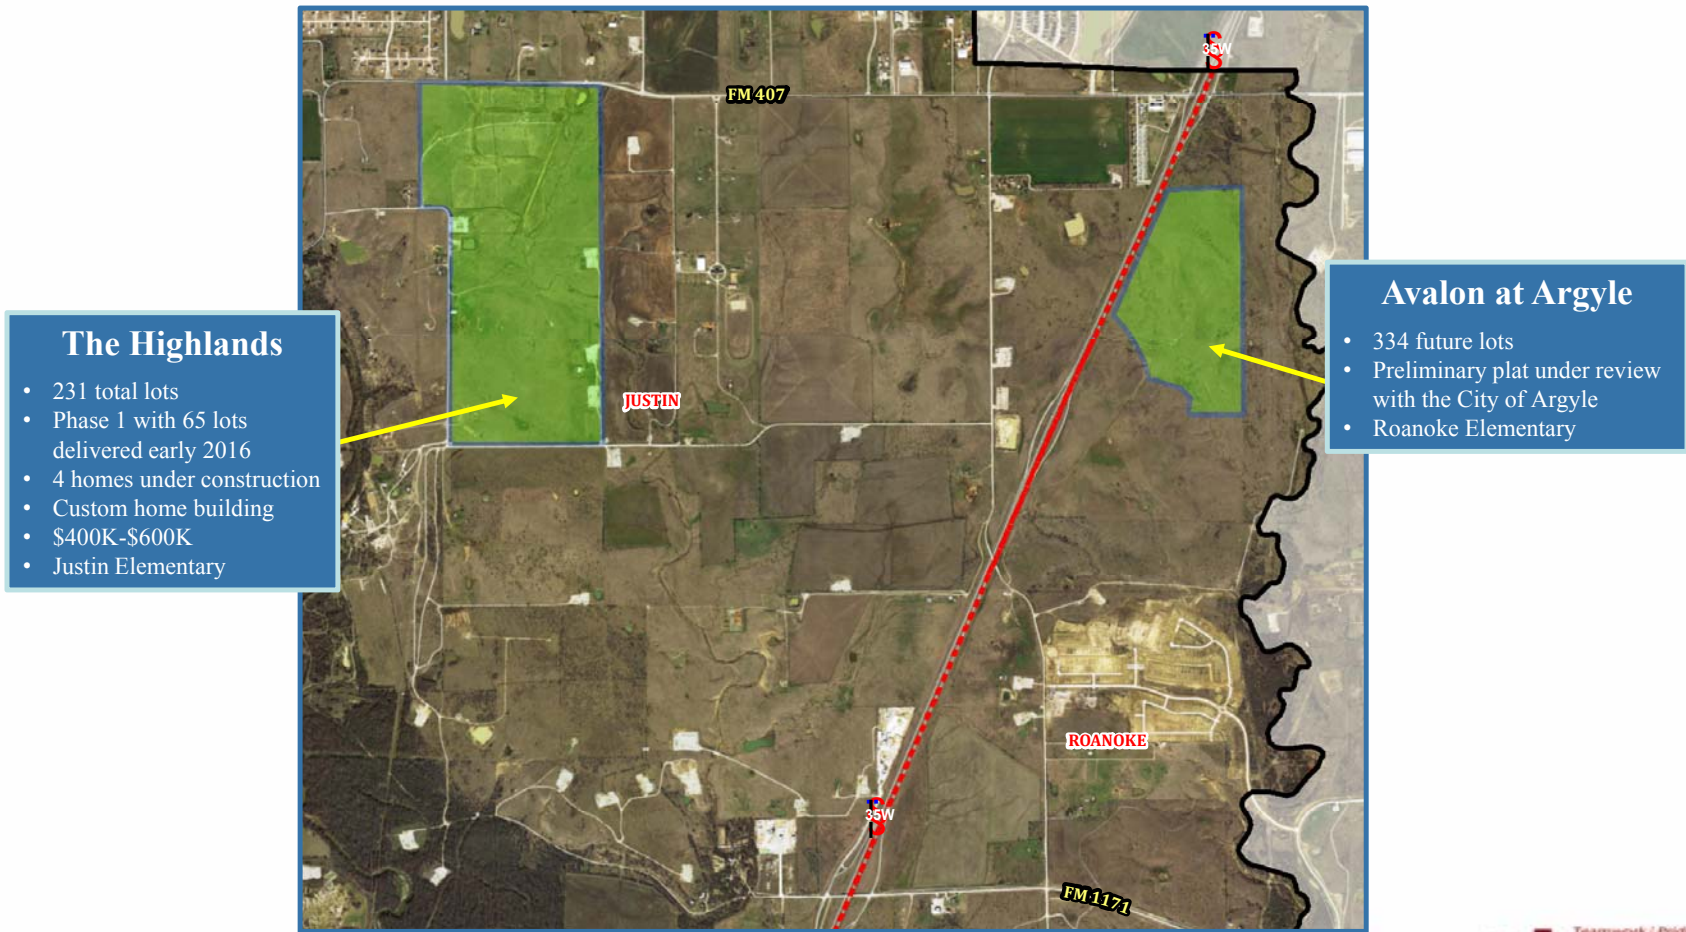 35W
FM 407
The Highlands
• 231 total lots
• Phase 1 with 65 lots
delivered early 2016
• 4 homes under construction
• Custom home building
• $400K-$600K
• Justin Elementary
JUSTIN
Avalon at Argyle
• 334 future lots
• Preliminary plat under review
with the City of Argyle
• Roanoke Elementary
ROANOKE
35W
FM 1171